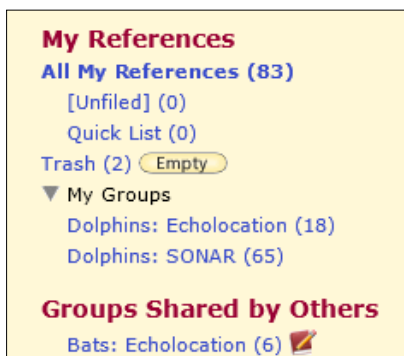 My References
All My References (83)
[Unfiled] (0)
Quick List (0)
Trash (2) Empty
My Groups
Dolphins: Echolocation (18)
Dolphins: SONAR (65)
Groups Shared by Others
Bats: Echolocation (6)